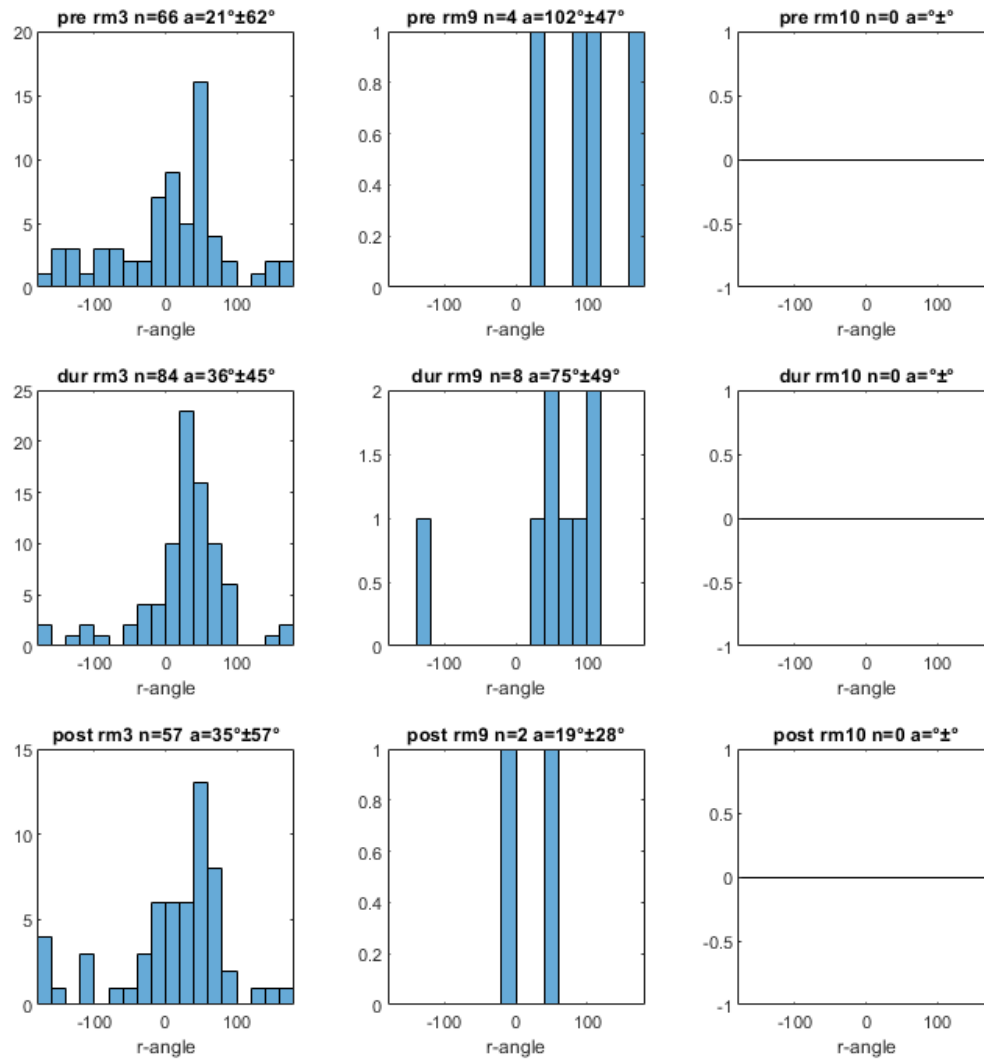 pre rm3 n=66 a=21°±62°
20
15
10
5
0
-100 0 100
r-angle
pre rm9 n=4 a=102°±47°
1
0.8
0.6
0.4
0.2
0
-100 0 100
r-angle
pre rm10 n=0 a=°±°
1
0.5
0
-0.5
-1
-100 0 100
r-angle
dur rm3 n=84 a=36°±45°
25
20
15
10
5
0
-100 0 100
r-angle
dur rm9 n=8 a=75°±49°
2
1.5
1
0.5
0
-100 0 100
r-angle
dur rm10 n=0 a=°±°
1
0.5
0
-0.5
-1
-100 0 100
r-angle
post rm3 n=57 a=35°±57°
15
10
5
0
-100 0 100
r-angle
post rm9 n=2 a=19°±28°
1
0.8
0.6
0.4
0.2
0
-100 0 100
r-angle
post rm10 n=0 a=°±°
1
0.5
0
-0.5
-1
-100 0 100
r-angle